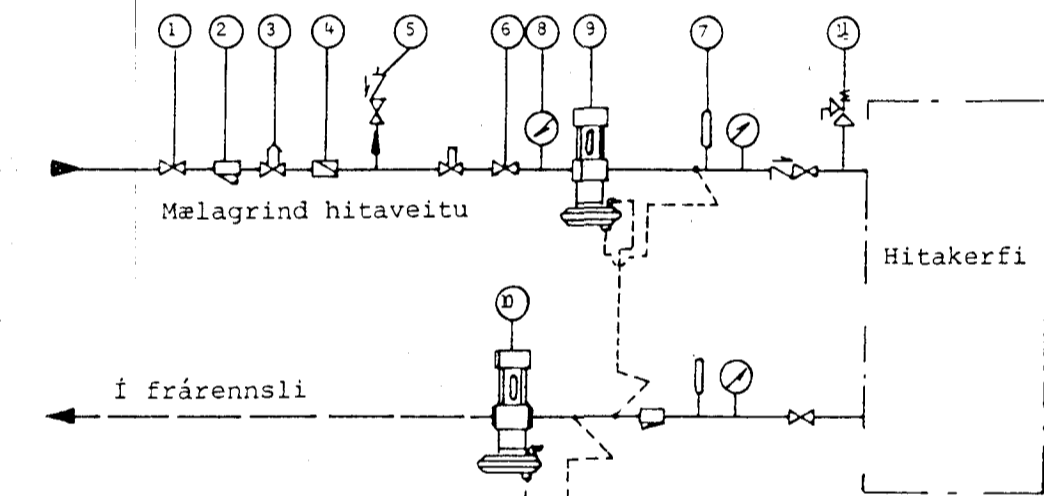 1 2 3 4 5 6 8 9 7 11
Mælagrind hitaveitu
Hitakerfi
10
Í frárennsli